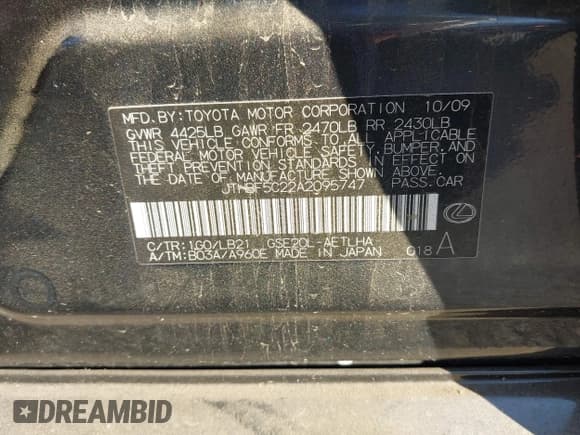 MFD.BY:TOYOTA MOTOR CORPORATION 10/09
GVWR 4425LB GAWR FR 2470LB RR 2430LB
THIS VEHICLE CONFORMS TO ALL APPLICABLE
FEDERAL MOTOR VEHICLE SAFETY,BUMPER,AND
THEFT PREVENTION STANDARDS IN EFFECT ON
THE DATE OF MANUFACTURE SHOWN ABOVE.
JTHBF5C22A2095747 PASS.CAR
C/TR:1G0/LB21 GSE20L-AETLHA
A/TM:B03A/A960E MADE IN JAPAN 018 A
DREAMBID